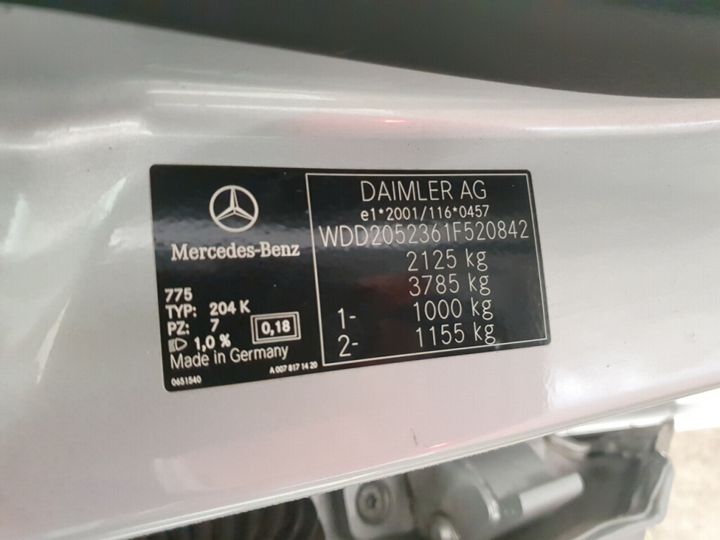 Mercedes-Benz
775
TYP: 204 K
PZ: 7
1,0 %
0,18
Made in Germany
0651540
A 007 817 14 20
DAIMLER AG
e1*2001/116*0457
WDD2052361F520842
2125 kg
3785 kg
1- 1000 kg
2- 1155 kg